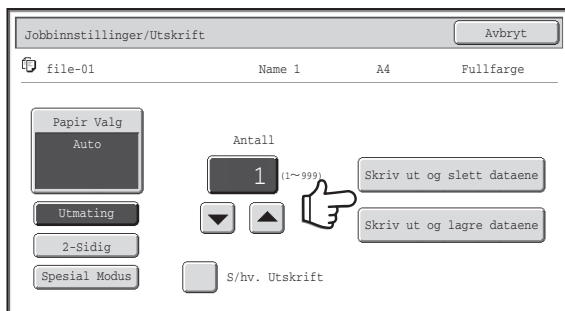 Jobbinnstillinger/Utskrift
Avbryt
file-01 Name 1 A4 Fullfarge
Papir Valg
Auto
Antall
1 (1~999)
Skriv ut og slett dataene
Utmating
Skriv ut og lagre dataene
2-Sidig
Spesial Modus
S/hv. Utskrift